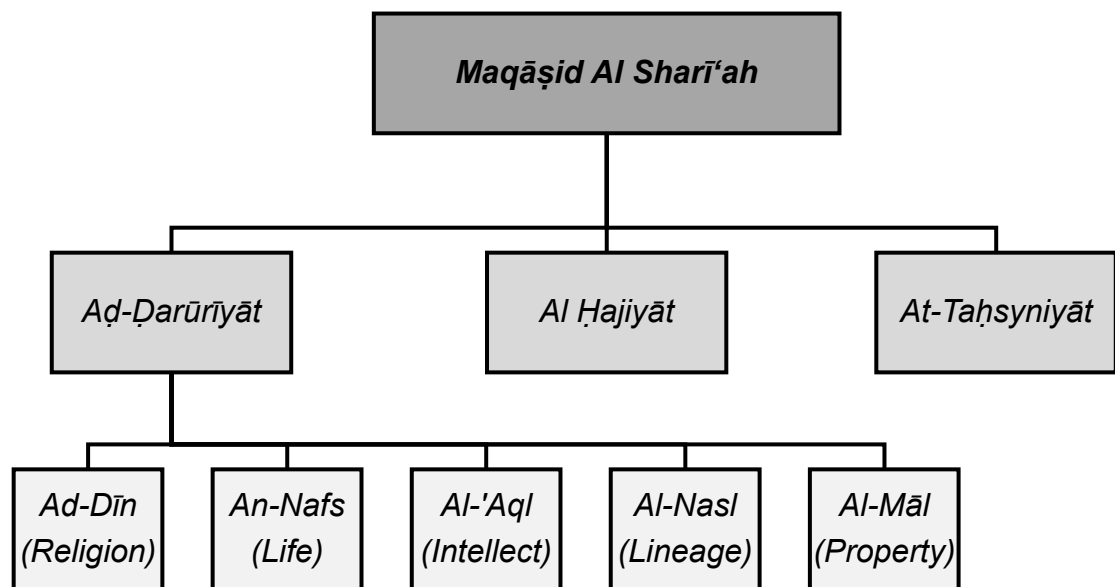 Maqāṣid Al Sharī‘ah
Aḍ-Ḍarūrīyāt
Al Ḥajiyāt
At-Taḥsyniyāt
Ad-Dīn
(Religion)
An-Nafs
(Life)
Al-'Aql
(Intellect)
Al-Nasl
(Lineage)
Al-Māl
(Property)